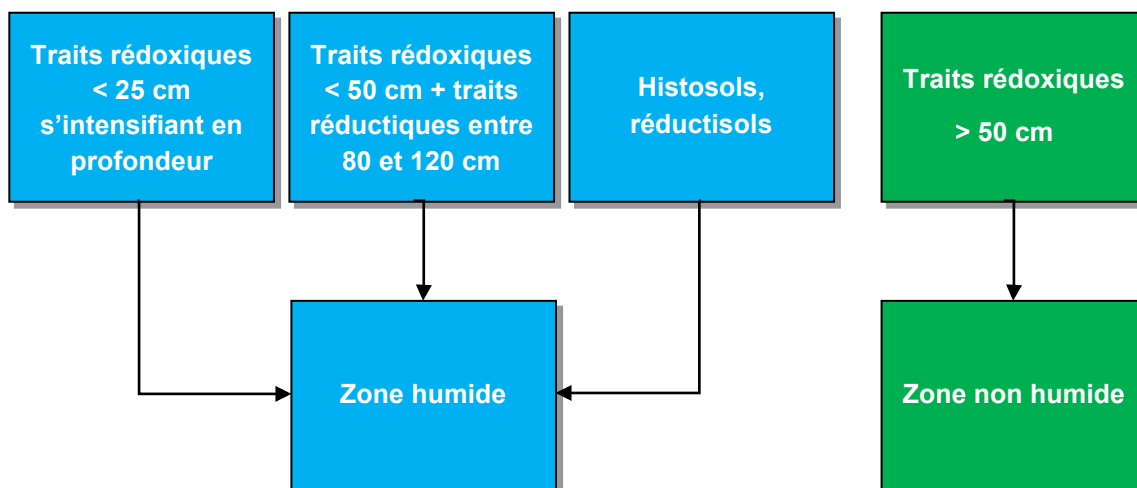 Traits rédoxiques
< 25 cm
s’intensifiant en
profondeur
Traits rédoxiques
< 50 cm + traits
réductiques entre
80 et 120 cm
Histosols,
réductisols
Traits rédoxiques
> 50 cm
Zone humide
Zone non humide